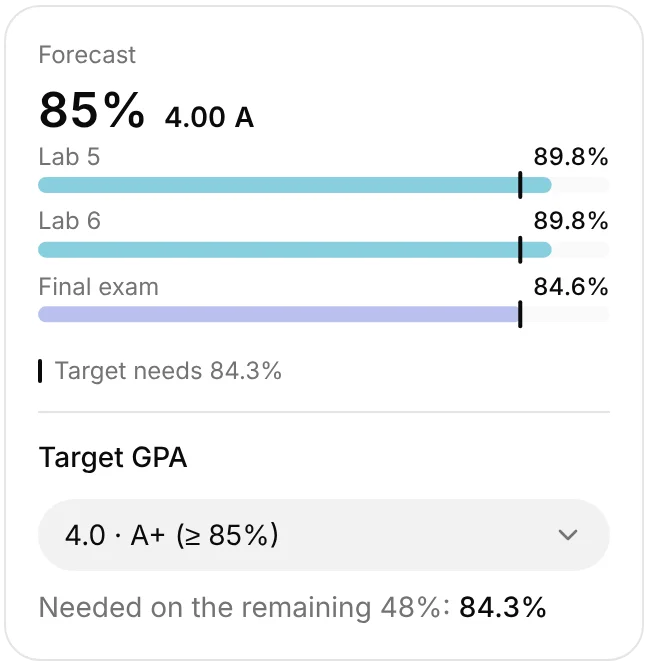 Forecast
85% 4.00 A
Lab 5 89.8%
Lab 6 89.8%
Final exam 84.6%
Target needs 84.3%
Target GPA
4.0 · A+ (≥ 85%)
Needed on the remaining 48%: 84.3%